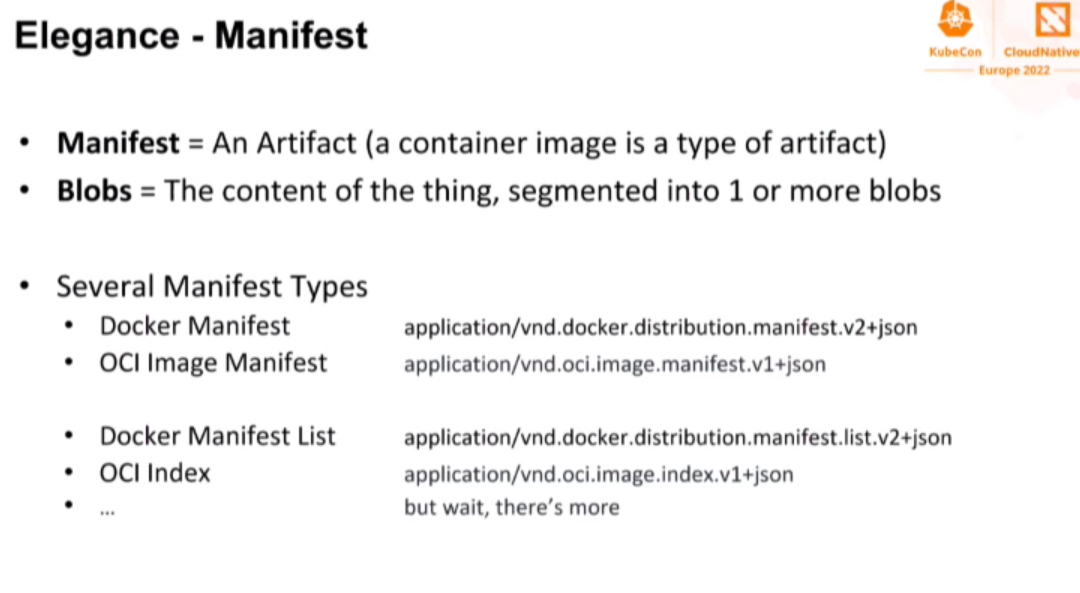 Elegance - Manifest
KubeCon
CloudNative
Europe 2022
• Manifest = An Artifact (a container image is a type of artifact)
• Blobs = The content of the thing, segmented into 1 or more blobs
• Several Manifest Types
• Docker Manifest application/vnd.docker.distribution.manifest.v2+json
• OCI Image Manifest application/vnd.oci.image.manifest.v1+json
• Docker Manifest List application/vnd.docker.distribution.manifest.list.v2+json
• OCI Index application/vnd.oci.image.index.v1+json
• ... but wait, there's more